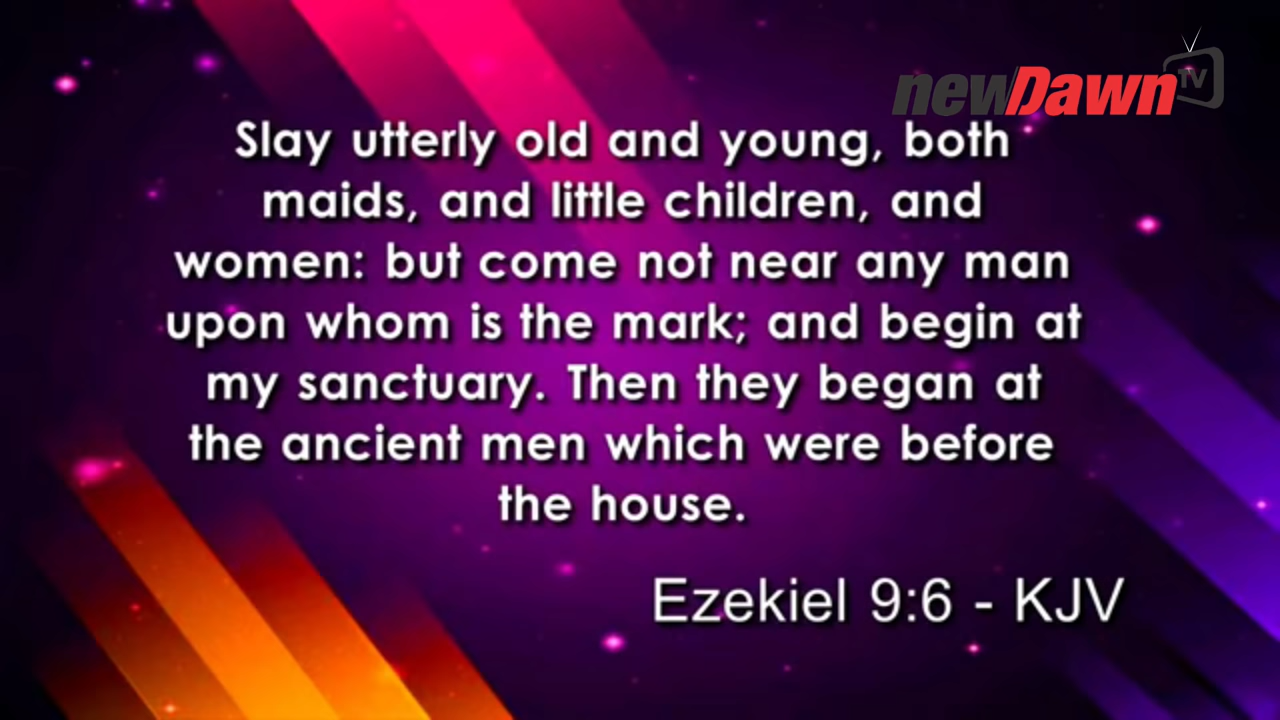 newDawn TV
Slay utterly old and young, both
maids, and little children, and
women: but come not near any man
upon whom is the mark; and begin at
my sanctuary. Then they began at
the ancient men which were before
the house.
Ezekiel 9:6 - KJV